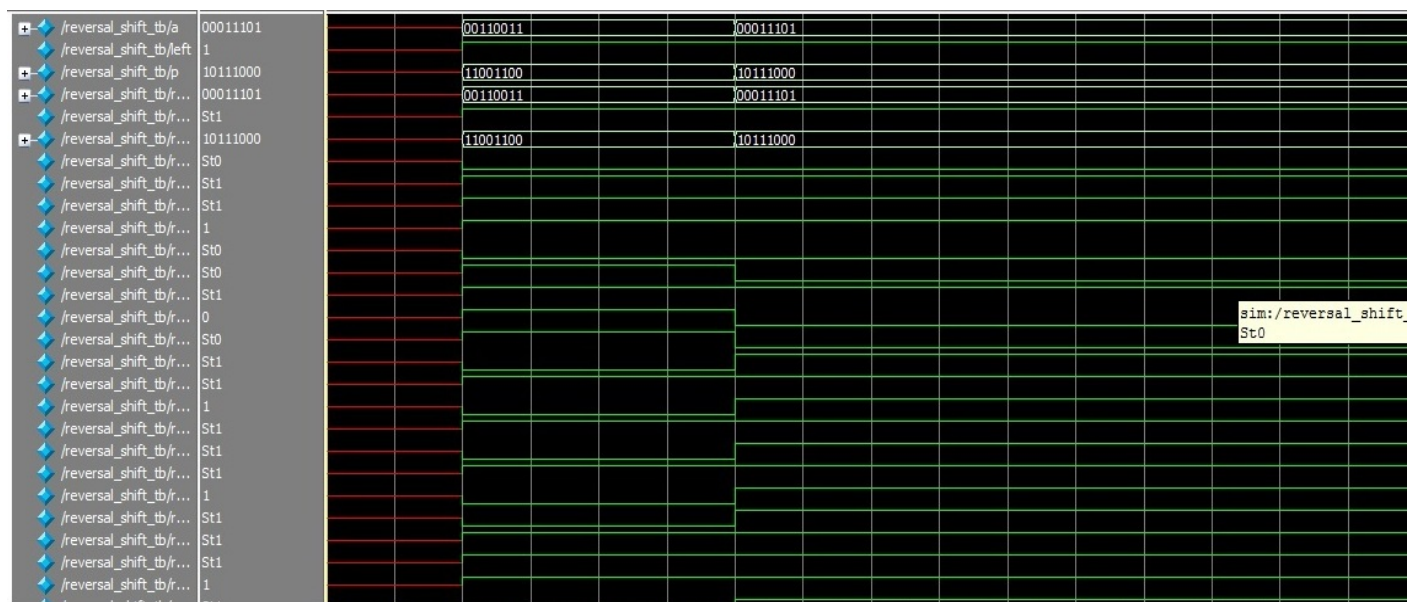 /reversal_shift_tb/a 00011101 00110011 00011101
/reversal_shift_tb/left 1
/reversal_shift_tb/p 10111000 11001100 10111000
/reversal_shift_tb/r... 00011101 00110011 00011101
/reversal_shift_tb/r... St1
/reversal_shift_tb/r... 10111000 11001100 10111000
/reversal_shift_tb/r... St0
/reversal_shift_tb/r... St1
/reversal_shift_tb/r... St1
/reversal_shift_tb/r... 1
/reversal_shift_tb/r... St0
/reversal_shift_tb/r... St0
/reversal_shift_tb/r... St1
/reversal_shift_tb/r... 0 sim:/reversal_shift_
/reversal_shift_tb/r... St0 St0
/reversal_shift_tb/r... St1
/reversal_shift_tb/r... St1
/reversal_shift_tb/r... 1
/reversal_shift_tb/r... St1
/reversal_shift_tb/r... St1
/reversal_shift_tb/r... St1
/reversal_shift_tb/r... 1
/reversal_shift_tb/r... St1
/reversal_shift_tb/r... St1
/reversal_shift_tb/r... St1
/reversal_shift_tb/r... 1